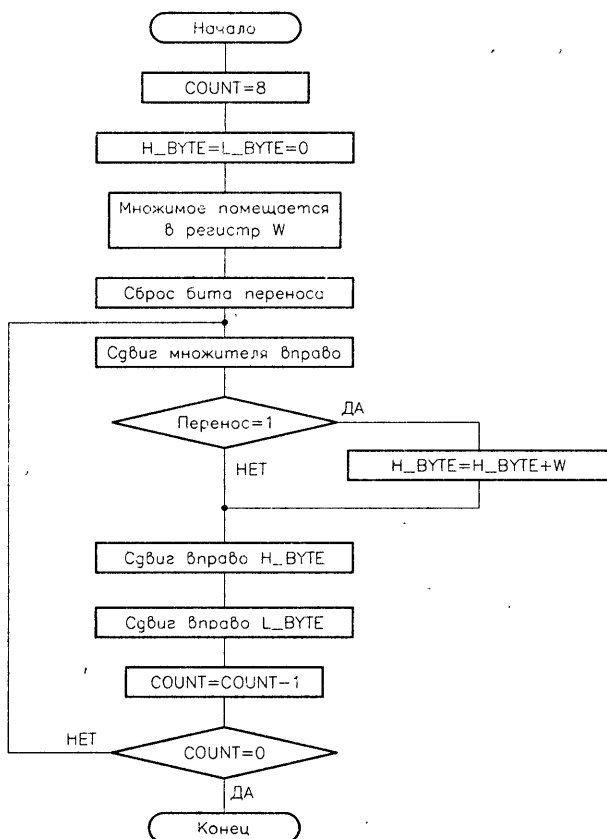 Начало
COUNT=8
H_BYTE=L_BYTE=0
Множимое помещается
в регистр W
Сброс бита переноса
Сдвиг множителя вправо
Перенос=1
ДА
НЕТ
H_BYTE=H_BYTE+W
Сдвиг вправо H_BYTE
Сдвиг вправо L_BYTE
COUNT=COUNT-1
НЕТ
COUNT=0
ДА
Конец